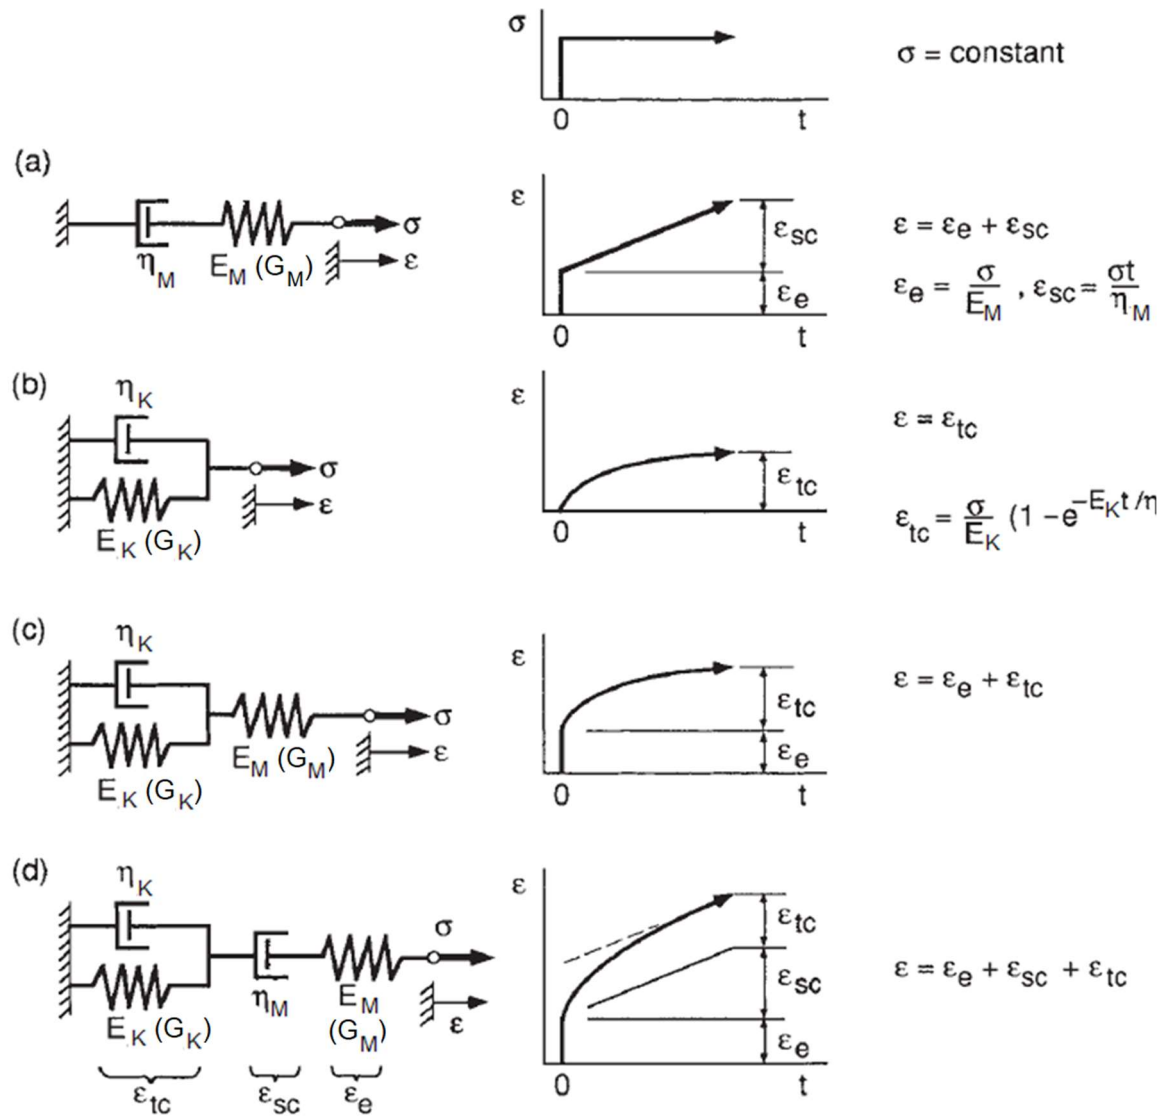 σ
0 t
σ = constant
(a)
η_M
E_M (G_M)
σ
ε
ε
ε_sc
ε_e
0 t
ε = ε_e + ε_sc
ε_e = σ/E_M , ε_sc = σt/η_M
(b)
η_K
E_K (G_K)
σ
ε
ε
ε_tc
0 t
ε = ε_tc
ε_tc = σ/E_K (1 - e^-E_K t/η
(c)
η_K
E_K (G_K)
E_M (G_M)
σ
ε
ε
ε_tc
ε_e
0 t
ε = ε_e + ε_tc
(d)
η_K
E_K (G_K)
η_M
E_M
(G_M)
σ
ε
ε_tc ε_sc ε_e
ε
ε_tc
ε_sc
ε_e
0 t
ε = ε_e + ε_sc + ε_tc